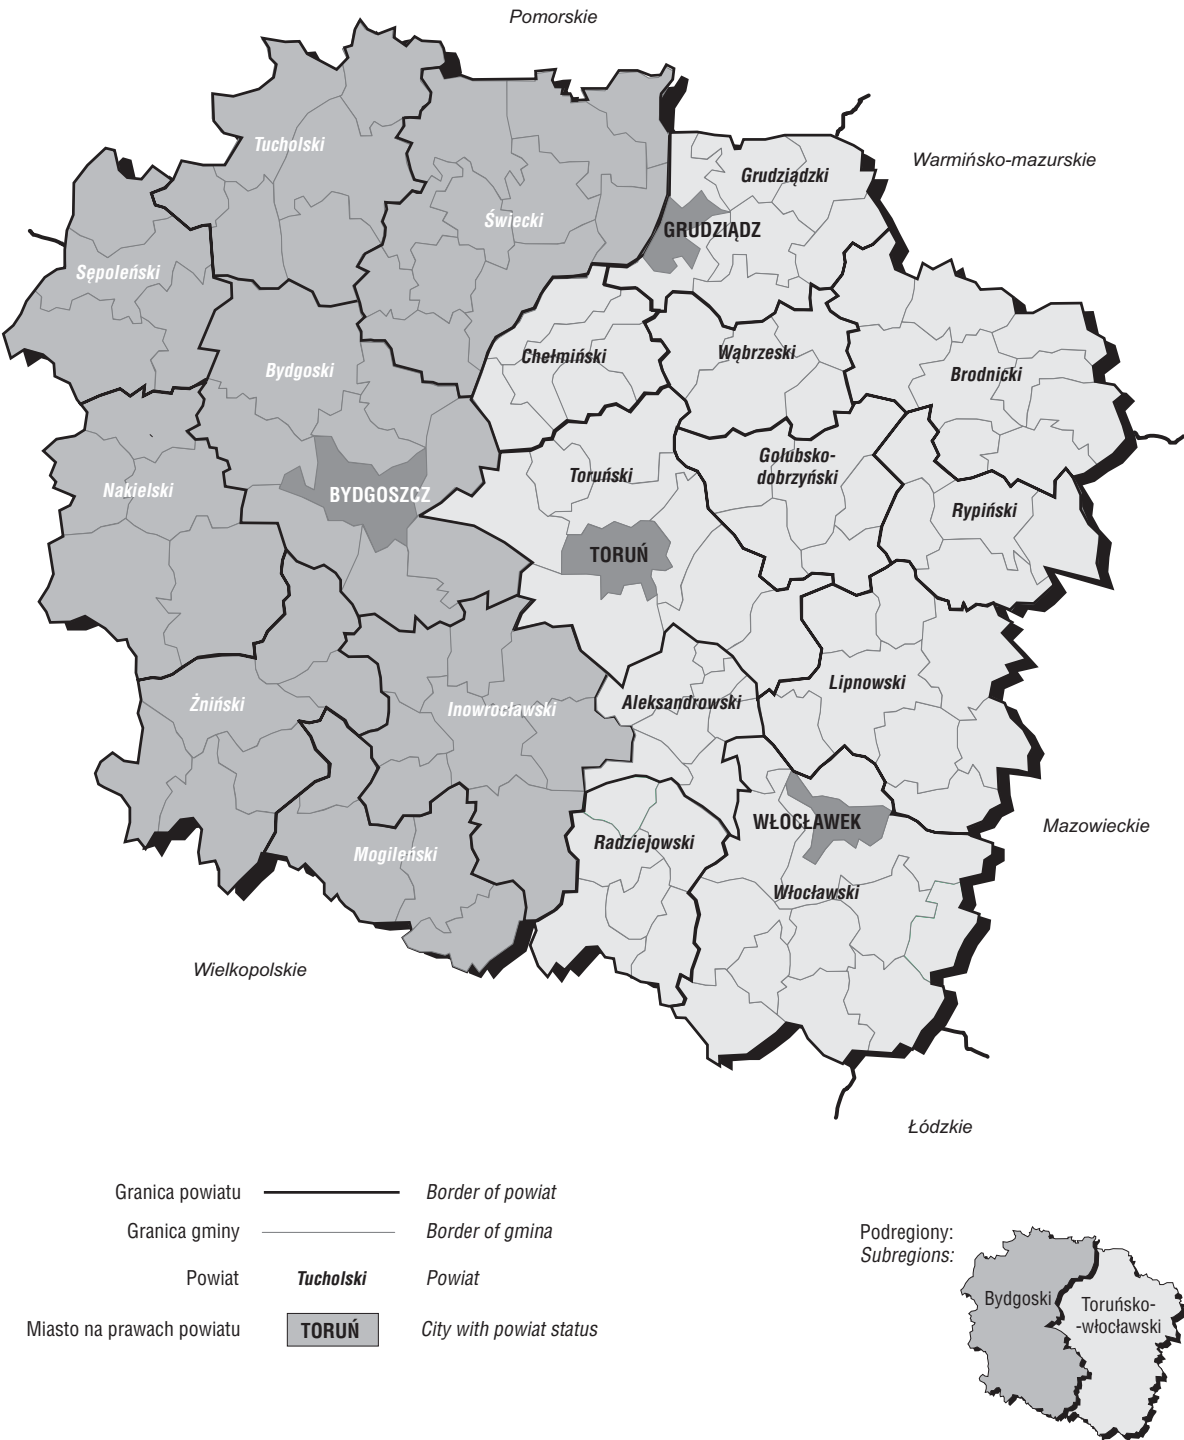 Pomorskie
Warmińsko-mazurskie
Tucholski
Grudziądzki
Świecki
GRUDZIĄDZ
Sępoleński
Chełmiński
Wąbrzeski
Bydgoski
Brodnicki
Gołubsko-
dobrzyński
Toruński
Nakielski
BYDGOSZCZ
Rypiński
TORUŃ
Lipnowski
Żniński
Aleksandrowski
Inowrocławski
WŁOCŁAWEK
Mazowieckie
Radziejowski
Mogileński
Włocławski
Wielkopolskie
Łódzkie
Granica powiatu Border of powiat
Granica gminy Border of gmina
Powiat Tucholski Powiat
Miasto na prawach powiatu TORUŃ City with powiat status
Podregiony:
Subregions:
Bydgoski
Toruńsko-
-włocławski